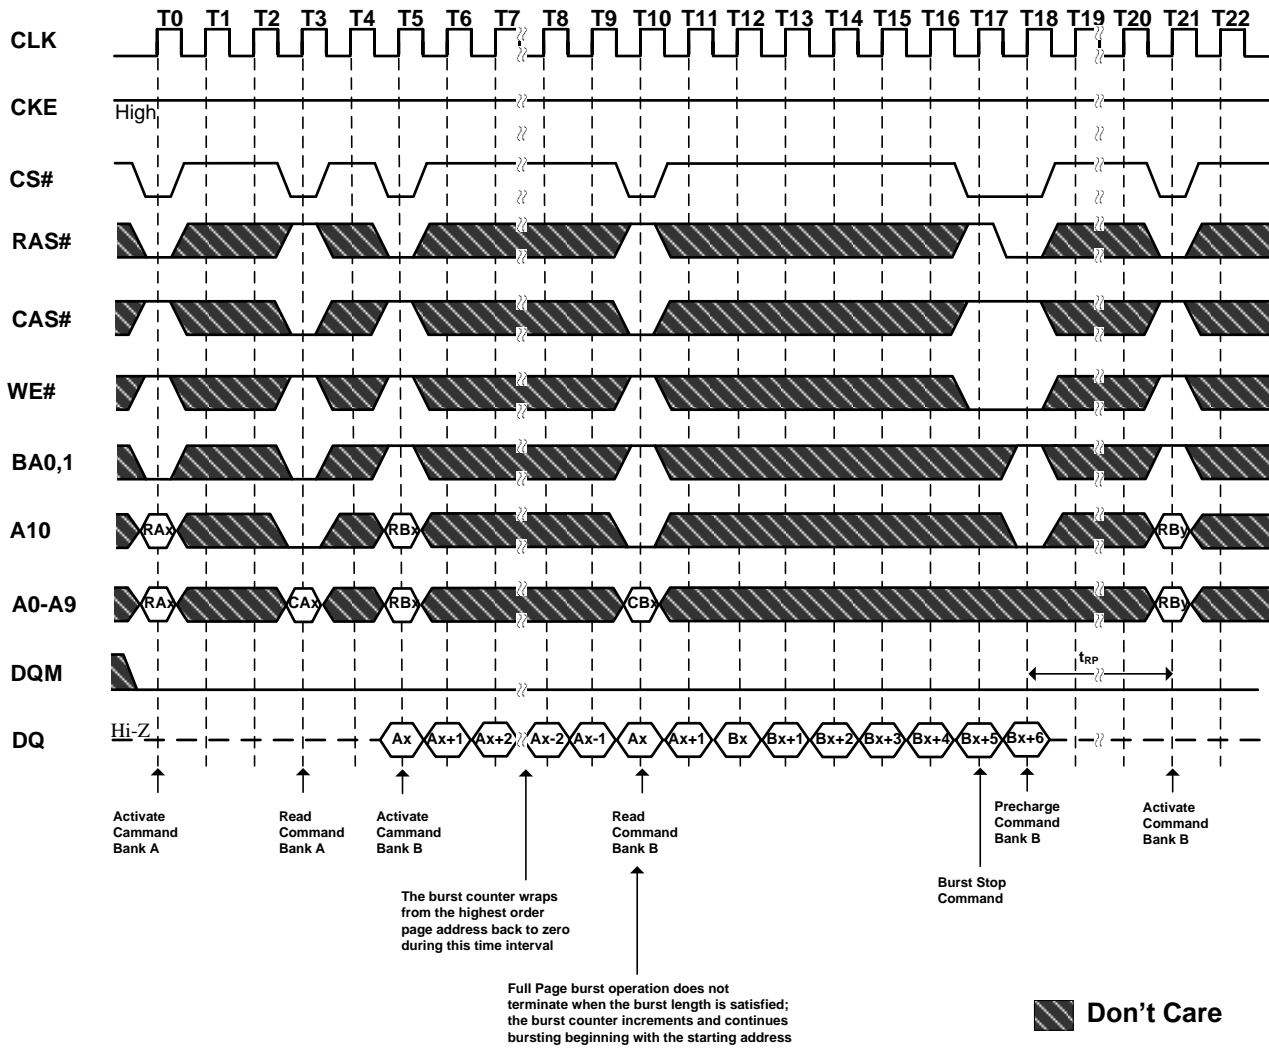 T0 T1 T2 T3 T4 T5 T6 T7 T8 T9 T10 T11 T12 T13 T14 T15 T16 T17 T18 T19 T20 T21 T22
CLK
CKE
High
CS#
RAS#
CAS#
WE#
BA0,1
A10
RAx RBx RBy
A0-A9
RAx CAx RBx CBx RBy
DQM
tRP
DQ
Hi-Z
Ax Ax+1 Ax+2 Ax-2 Ax-1 Ax Ax+1 Bx Bx+1 Bx+2 Bx+3 Bx+4 Bx+5 Bx+6
Activate
Cammand
Bank A
Read
Command
Bank A
Activate
Cammand
Bank B
Read
Command
Bank B
Precharge
Command
Bank B
Activate
Command
Bank B
Burst Stop
Command
The burst counter wraps
from the highest order
page address back to zero
during this time interval
Full Page burst operation does not
terminate when the burst length is satisfied;
the burst counter increments and continues
bursting beginning with the starting address
Don't Care